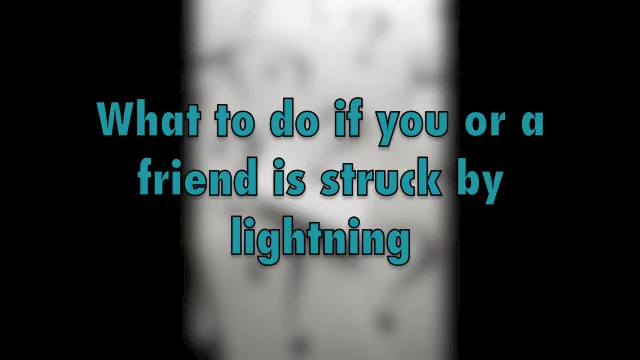 What to do if you or a
friend is struck by
lightning